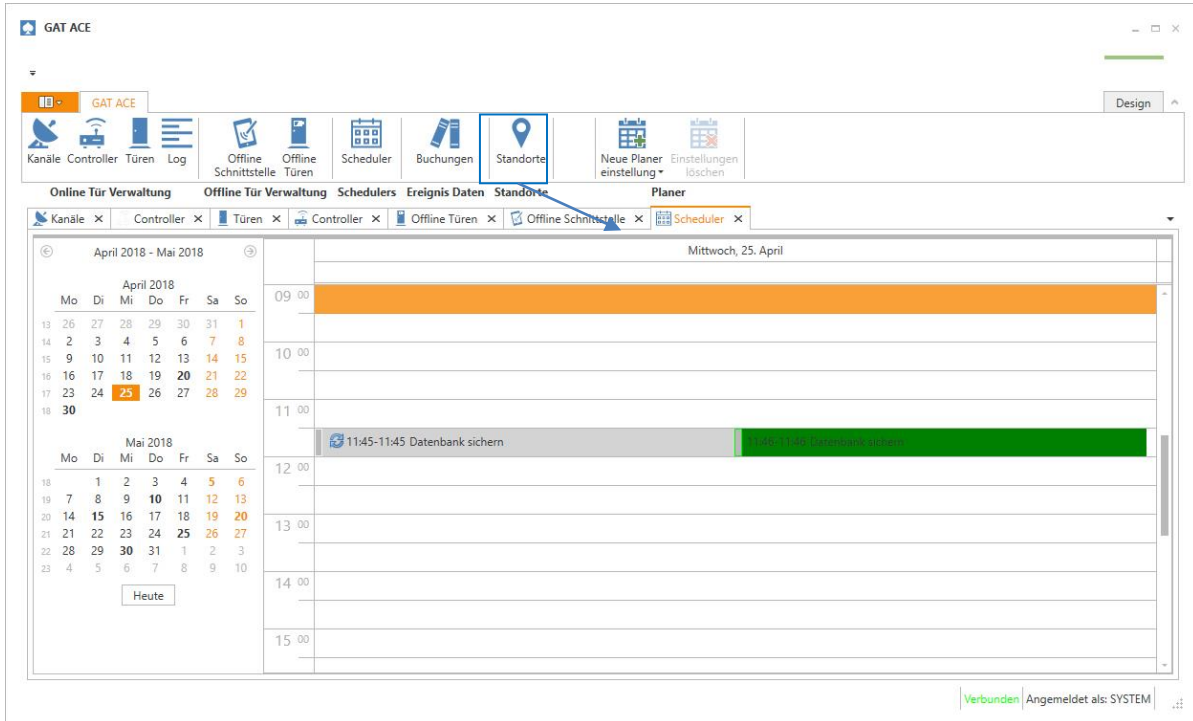 GAT ACE
GAT ACE
Design
Kanäle Controller Türen Log
Offline Schnittstelle
Offline Türen
Scheduler
Buchungen
Standorte
Neue Planer einstellung
Einstellungen löschen
Online Tür Verwaltung Offline Tür Verwaltung Schedulers Ereignis Daten Standorte Planer
Kanäle Controller Türen Controller Offline Türen Offline Schnittstelle Scheduler
April 2018 - Mai 2018
April 2018
Mo Di Mi Do Fr Sa So
13 26 27 28 29 30 31 1
14 2 3 4 5 6 7 8
15 9 10 11 12 13 14 15
16 16 17 18 19 20 21 22
17 23 24 25 26 27 28 29
18 30
Mai 2018
Mo Di Mi Do Fr Sa So
18 1 2 3 4 5 6
19 7 8 9 10 11 12 13
20 14 15 16 17 18 19 20
21 21 22 23 24 25 26 27
22 28 29 30 31 1 2 3
23 4 5 6 7 8 9 10
Heute
Mittwoch, 25. April
09 00
10 00
11 00
11:45-11:45 Datenbank sichern
11:46-11:46 Datenbank sichern
12 00
13 00
14 00
15 00
Verbunden Angemeldet als: SYSTEM